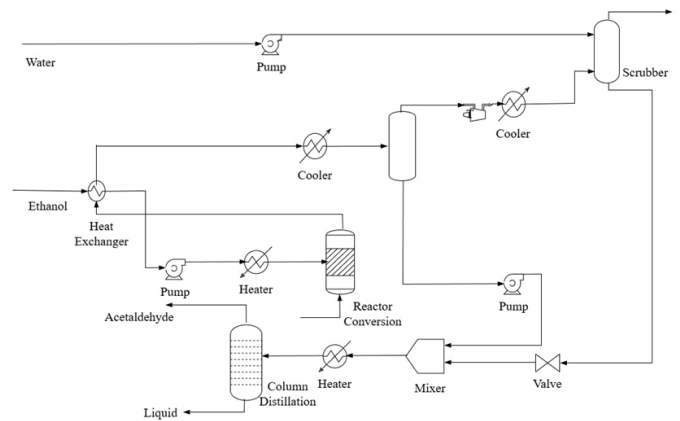 Water
Pump
Scrubber
Cooler
Cooler
Ethanol
Heat
Exchanger
Pump
Heater
Reactor
Conversion
Pump
Acetaldehyde
Column
Distillation
Heater
Mixer
Valve
Liquid